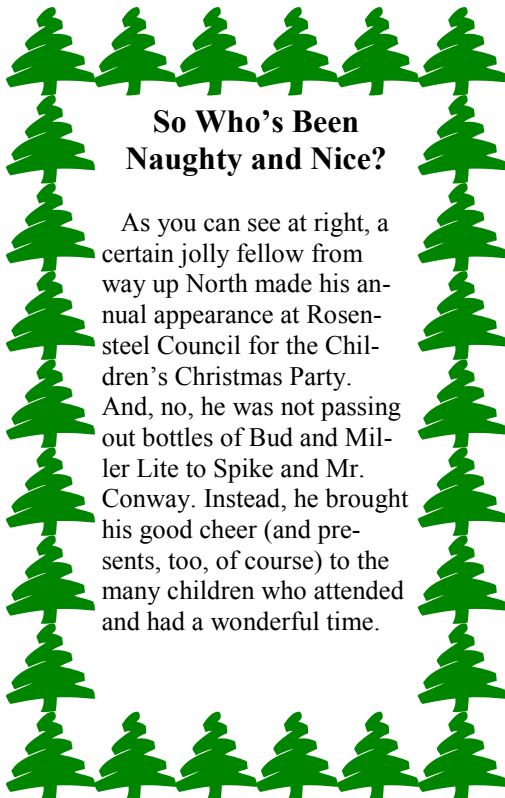 So Who's Been
Naughty and Nice?
As you can see at right, a
certain jolly fellow from
way up North made his an-
nual appearance at Rosen-
steel Council for the Chil-
dren's Christmas Party.
And, no, he was not passing
out bottles of Bud and Mil-
ler Lite to Spike and Mr.
Conway. Instead, he brought
his good cheer (and pre-
sents, too, of course) to the
many children who attended
and had a wonderful time.